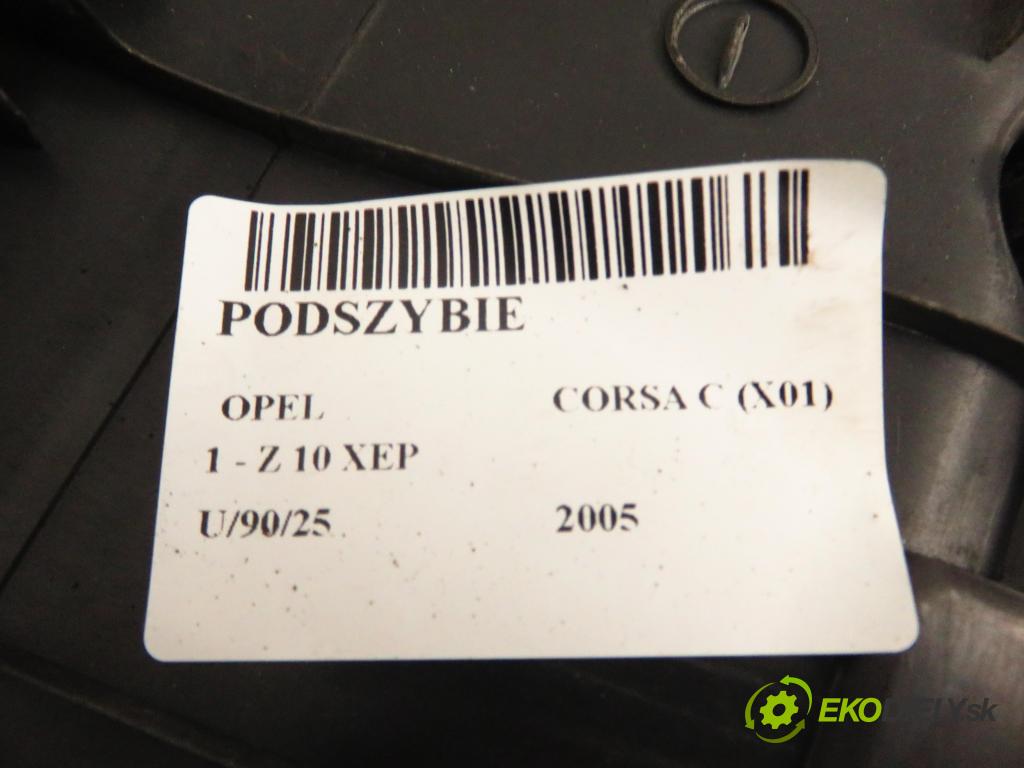 PODSZYBIE
OPEL CORSA C (X01)
1 - Z 10 XEP
U/90/25 2005
EKODIELY.sk